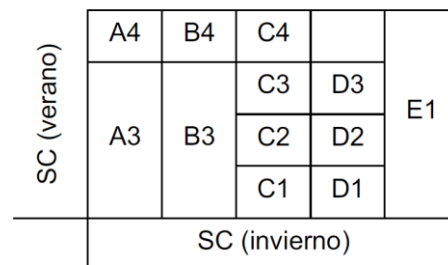 A4 B4 C4
C3 D3
E1
A3 B3 C2 D2
C1 D1
SC (verano)
SC (invierno)